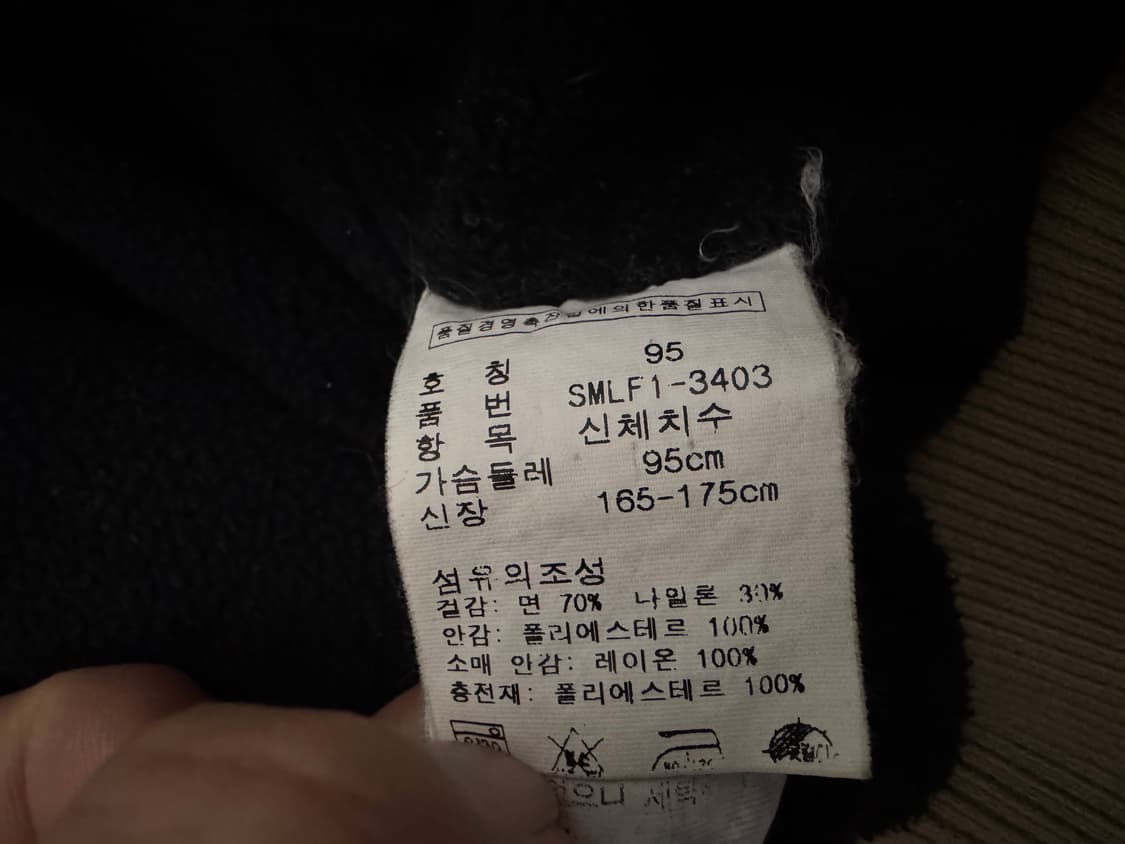 품질경영촉진법에의한품질표시
호 칭 95
품 번 SMLF1-3403
항 목 신체치수
가슴둘레 95cm
신장 165-175cm
섬유의조성
겉감: 면 70% 나일론 30%
안감: 폴리에스테르 100%
소매 안감: 레이온 100%
충전재: 폴리에스테르 100%